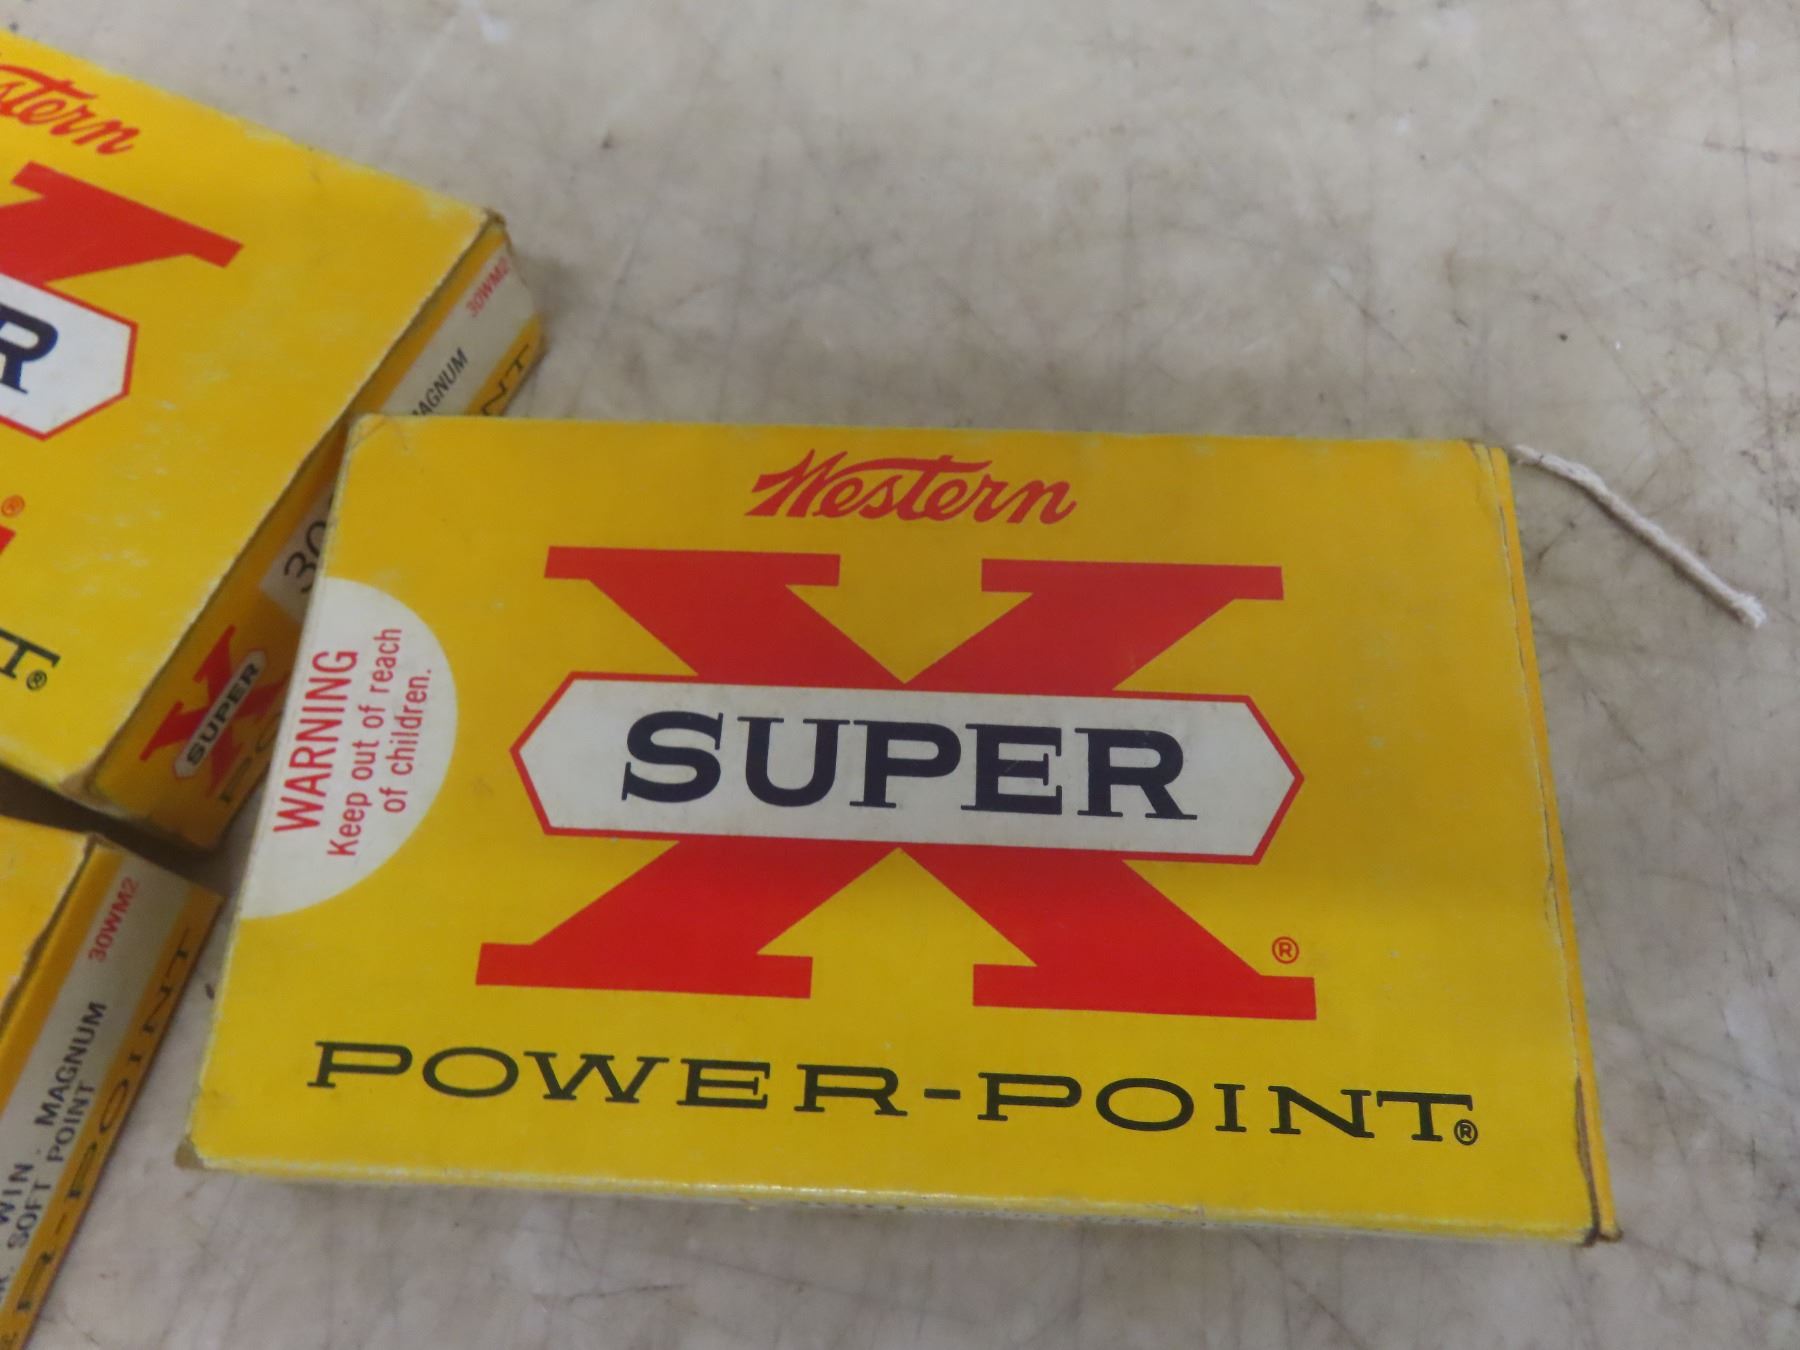 Western
X
SUPER
®
POWER-POINT®
WARNING
Keep out of reach
of children.
30WM2
MAGNUM
30
X
SUPER
®
30WM2
WIN. MAGNUM
SOFT POINT